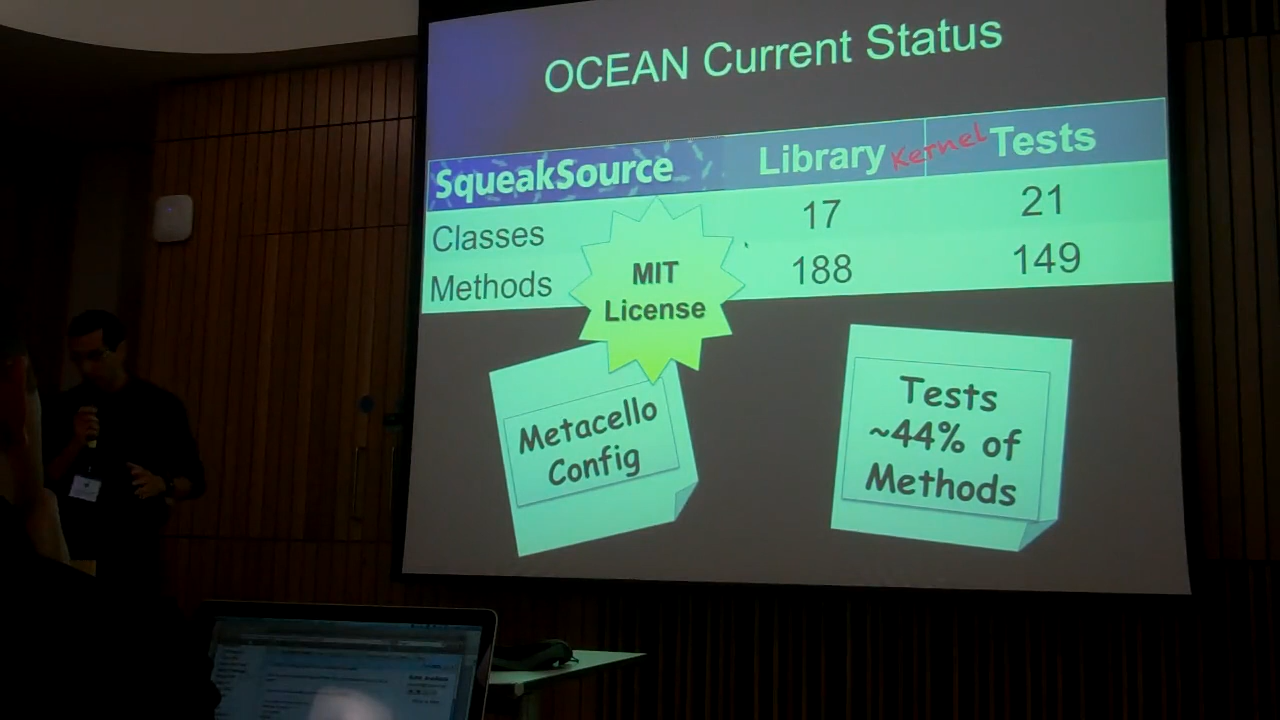 OCEAN Current Status
SqueakSource Library Kernel Tests
Classes 17 21
Methods 188 149
MIT
License
Metacello
Config
Tests
~44% of
Methods